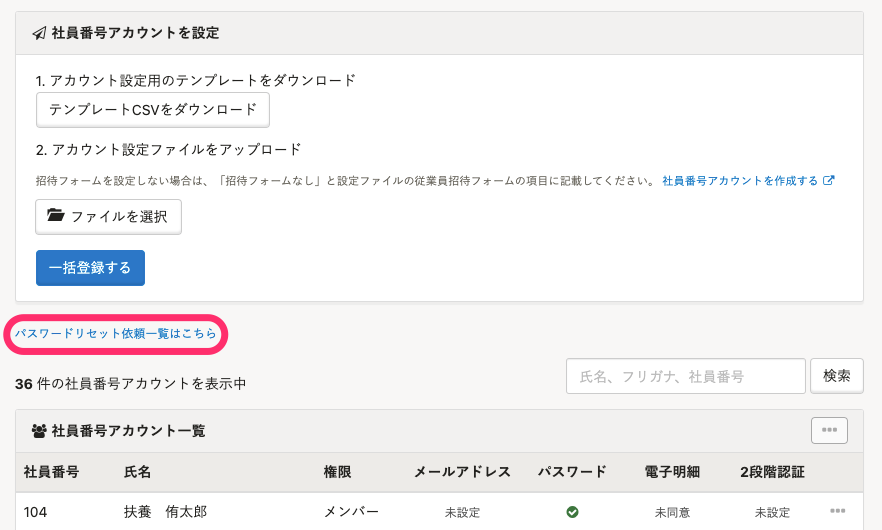 社員番号アカウントを設定
1. アカウント設定用のテンプレートをダウンロード
テンプレートCSVをダウンロード
2. アカウント設定ファイルをアップロード
招待フォームを設定しない場合は、「招待フォームなし」と設定ファイルの従業員招待フォームの項目に記載してください。 社員番号アカウントを作成する
ファイルを選択
一括登録する
パスワードリセット依頼一覧はこちら
36 件の社員番号アカウントを表示中
氏名、フリガナ、社員番号 検索
社員番号アカウント一覧
社員番号 氏名 権限 メールアドレス パスワード 電子明細 2段階認証
104 扶養 侑太郎 メンバー 未設定 未同意 未設定